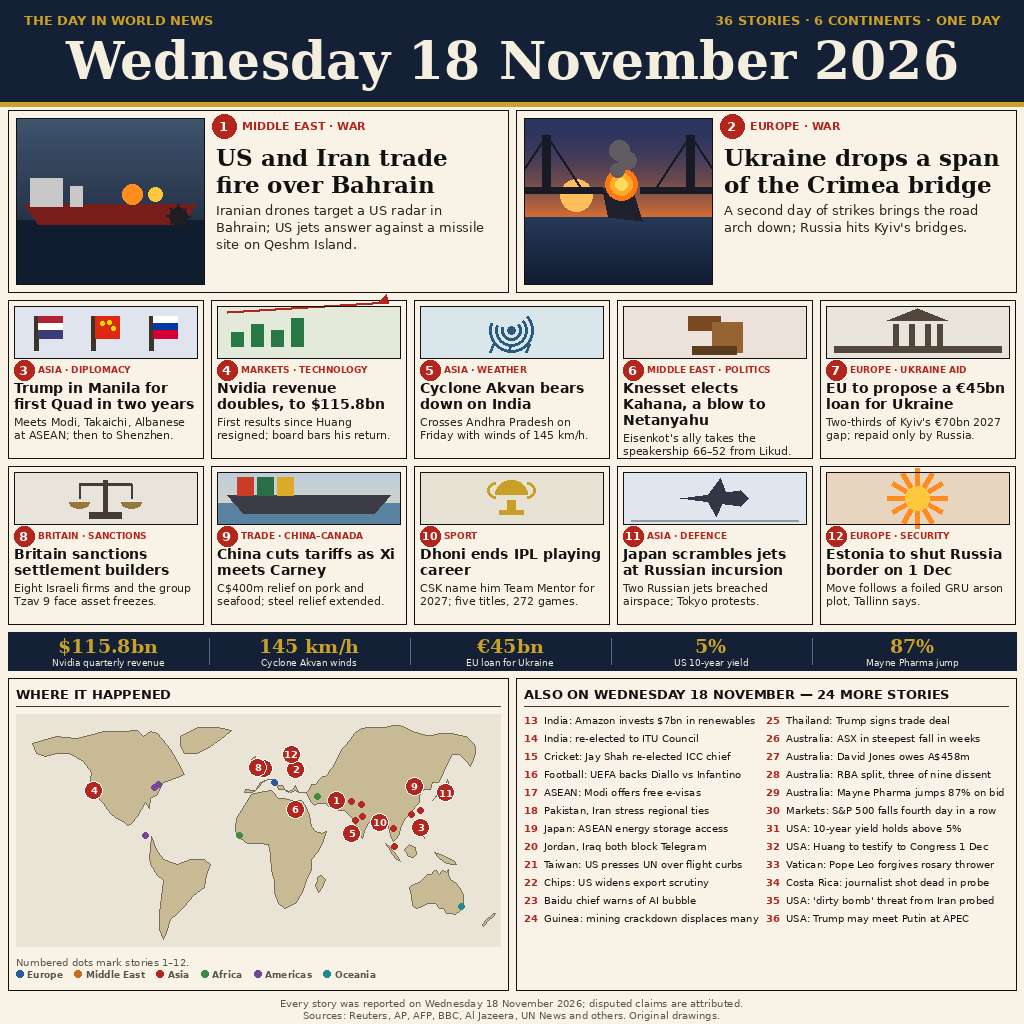 THE DAY IN WORLD NEWS
36 STORIES · 6 CONTINENTS · ONE DAY
Wednesday 18 November 2026
1 MIDDLE EAST · WAR
US and Iran trade
fire over Bahrain
Iranian drones target a US radar in
Bahrain; US jets answer against a missile
site on Qeshm Island.
2 EUROPE · WAR
Ukraine drops a span
of the Crimea bridge
A second day of strikes brings the road
arch down; Russia hits Kyiv's bridges.
3 ASIA · DIPLOMACY
Trump in Manila for
first Quad in two years
Meets Modi, Takaichi, Albanese
at ASEAN; then to Shenzhen.
4 MARKETS · TECHNOLOGY
Nvidia revenue
doubles, to $115.8bn
First results since Huang
resigned; board bars his return.
5 ASIA · WEATHER
Cyclone Akvan bears
down on India
Crosses Andhra Pradesh on
Friday with winds of 145 km/h.
6 MIDDLE EAST · POLITICS
Knesset elects
Kahana, a blow to
Netanyahu
Eisenkot's ally takes the
speakership 66–52 from Likud.
7 EUROPE · UKRAINE AID
EU to propose a €45bn
loan for Ukraine
Two-thirds of Kyiv's €70bn 2027
gap; repaid only by Russia.
8 BRITAIN · SANCTIONS
Britain sanctions
settlement builders
Eight Israeli firms and the group
Tzav 9 face asset freezes.
9 TRADE · CHINA–CANADA
China cuts tariffs as Xi
meets Carney
C$400m relief on pork and
seafood; steel relief extended.
10 SPORT
Dhoni ends IPL playing
career
CSK name him Team Mentor for
2027; five titles, 272 games.
11 ASIA · DEFENCE
Japan scrambles jets
at Russian incursion
Two Russian jets breached
airspace; Tokyo protests.
12 EUROPE · SECURITY
Estonia to shut Russia
border on 1 Dec
Move follows a foiled GRU arson
plot, Tallinn says.
$115.8bn
Nvidia quarterly revenue
145 km/h
Cyclone Akvan winds
€45bn
EU loan for Ukraine
5%
US 10-year yield
87%
Mayne Pharma jump
WHERE IT HAPPENED
12
8
2
4
9
1
11
6
10
3
5
Numbered dots mark stories 1–12.
Europe Middle East Asia Africa Americas Oceania
ALSO ON WEDNESDAY 18 NOVEMBER — 24 MORE STORIES
13 India: Amazon invests $7bn in renewables
14 India: re-elected to ITU Council
15 Cricket: Jay Shah re-elected ICC chief
16 Football: UEFA backs Diallo vs Infantino
17 ASEAN: Modi offers free e-visas
18 Pakistan, Iran stress regional ties
19 Japan: ASEAN energy storage access
20 Jordan, Iraq both block Telegram
21 Taiwan: US presses UN over flight curbs
22 Chips: US widens export scrutiny
23 Baidu chief warns of AI bubble
24 Guinea: mining crackdown displaces many
25 Thailand: Trump signs trade deal
26 Australia: ASX in steepest fall in weeks
27 Australia: David Jones owes A$458m
28 Australia: RBA split, three of nine dissent
29 Australia: Mayne Pharma jumps 87% on bid
30 Markets: S&P 500 falls fourth day in a row
31 USA: 10-year yield holds above 5%
32 USA: Huang to testify to Congress 1 Dec
33 Vatican: Pope Leo forgives rosary thrower
34 Costa Rica: journalist shot dead in probe
35 USA: 'dirty bomb' threat from Iran probed
36 USA: Trump may meet Putin at APEC
Every story was reported on Wednesday 18 November 2026; disputed claims are attributed.
Sources: Reuters, AP, AFP, BBC, Al Jazeera, UN News and others. Original drawings.